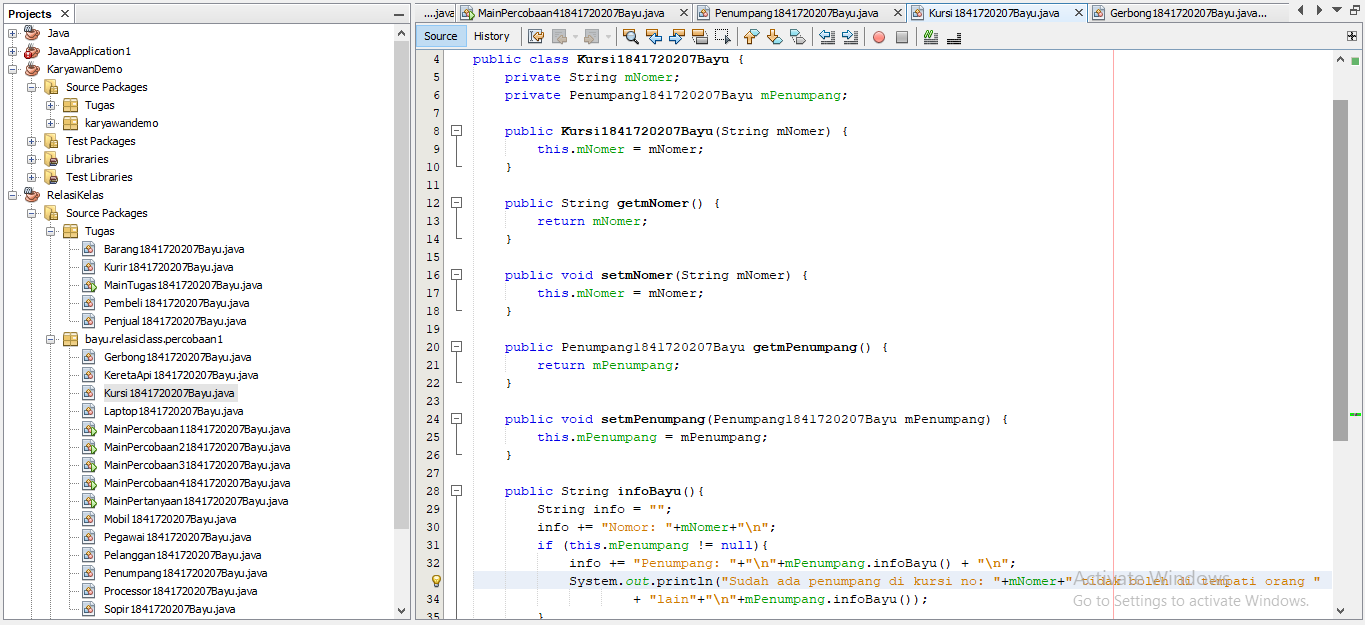 Projects
Java
JavaApplication1
KaryawanDemo
Source Packages
Tugas
karyawandemo
Test Packages
Libraries
Test Libraries
RelasiKelas
Source Packages
Tugas
Barang1841720207Bayu.java
Kurir1841720207Bayu.java
MainTugas1841720207Bayu.java
Pembeli1841720207Bayu.java
Penjual1841720207Bayu.java
bayu.relasiclass.percobaan1
Gerbong1841720207Bayu.java
KeretaApi1841720207Bayu.java
Kursi1841720207Bayu.java
Laptop1841720207Bayu.java
MainPercobaan11841720207Bayu.java
MainPercobaan21841720207Bayu.java
MainPercobaan31841720207Bayu.java
MainPercobaan41841720207Bayu.java
MainPertanyaan1841720207Bayu.java
Mobil1841720207Bayu.java
Pegawai1841720207Bayu.java
Pelanggan1841720207Bayu.java
Penumpang1841720207Bayu.java
Processor1841720207Bayu.java
Sopir1841720207Bayu.java
....java MainPercobaan41841720207Bayu.java Penumpang1841720207Bayu.java Kursi1841720207Bayu.java Gerbong1841720207Bayu.java...
Source History
4 public class Kursi1841720207Bayu {
5 private String mNomer;
6 private Penumpang1841720207Bayu mPenumpang;
7
8 public Kursi1841720207Bayu(String mNomer) {
9 this.mNomer = mNomer;
10 }
11
12 public String getmNomer() {
13 return mNomer;
14 }
15
16 public void setmNomer(String mNomer) {
17 this.mNomer = mNomer;
18 }
19
20 public Penumpang1841720207Bayu getmPenumpang() {
21 return mPenumpang;
22 }
23
24 public void setmPenumpang(Penumpang1841720207Bayu mPenumpang) {
25 this.mPenumpang = mPenumpang;
26 }
27
28 public String infoBayu(){
29 String info = "";
30 info += "Nomor: "+mNomer+"\n";
31 if (this.mPenumpang != null){
32 info += "Penumpang: "+"\n"+mPenumpang.infoBayu() + "\n";
System.out.println("Sudah ada penumpang di kursi no: "+mNomer+" tidak boleh di tempati orang "
34 + "lain"+"\n"+mPenumpang.infoBayu());
35 }
Activate Windows
Go to Settings to activate Windows.